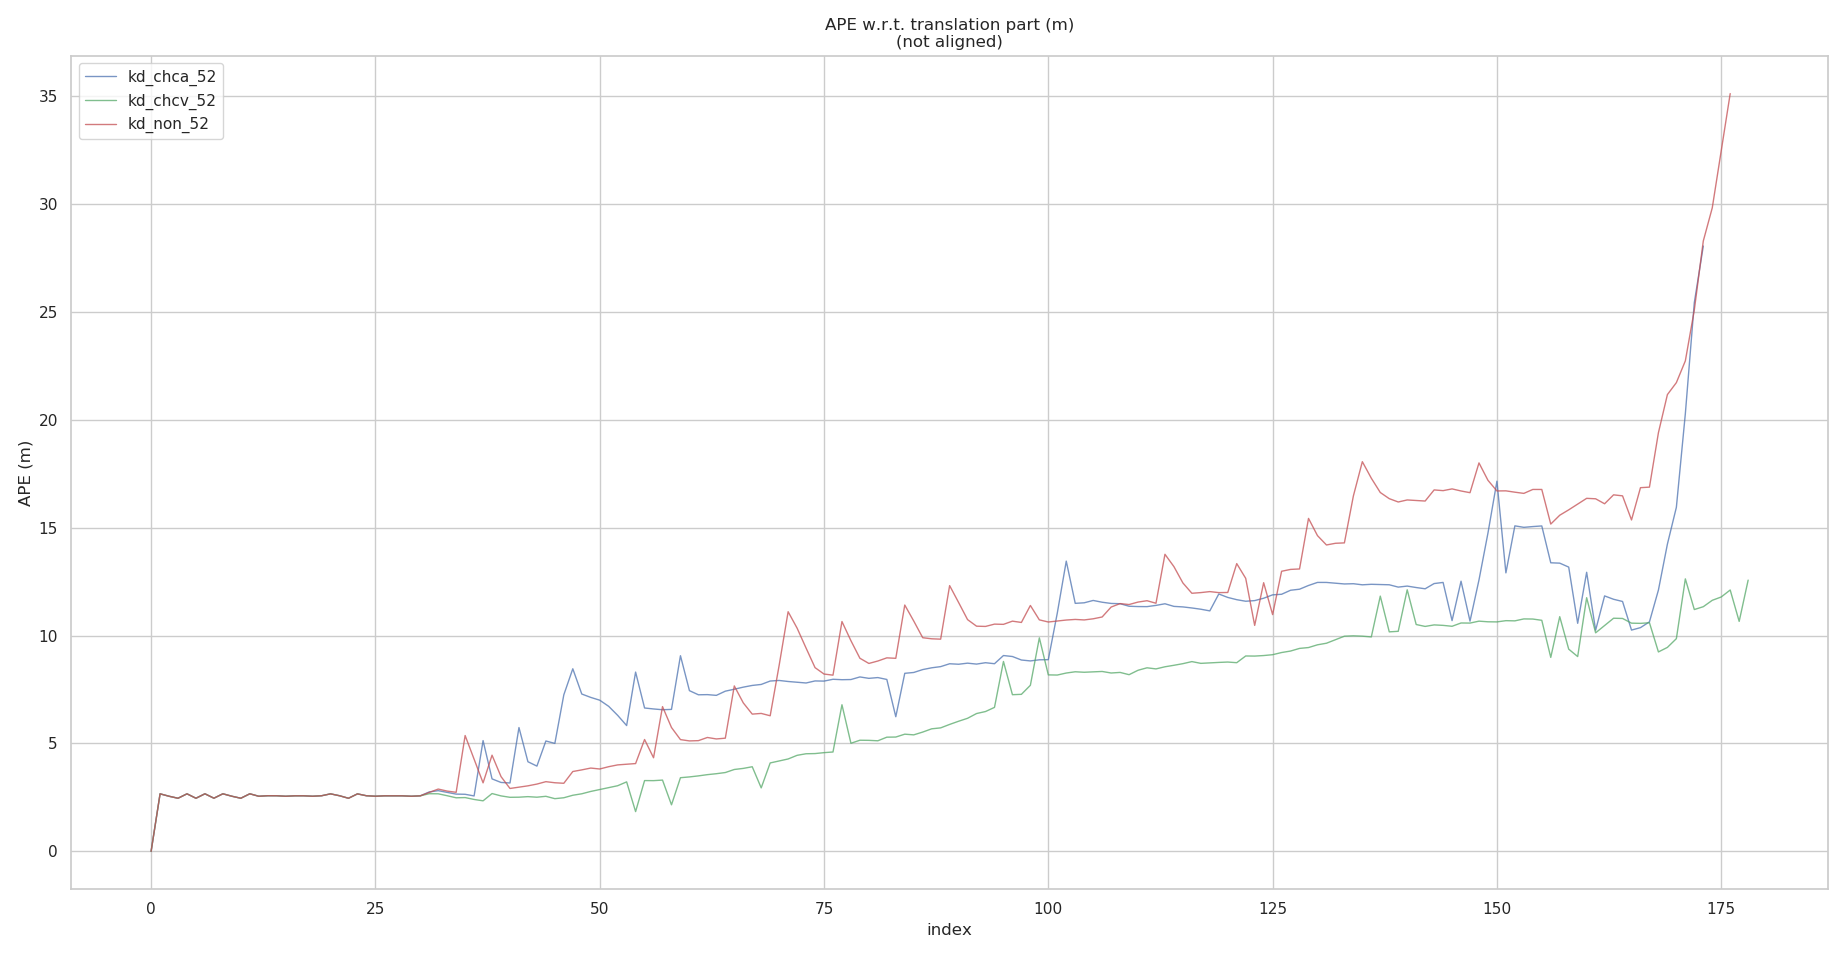 APE w.r.t. translation part (m)
(not aligned)
kd_chca_52
kd_chcv_52
kd_non_52
35
30
25
20
15
10
5
0
APE (m)
0 25 50 75 100 125 150 175
index